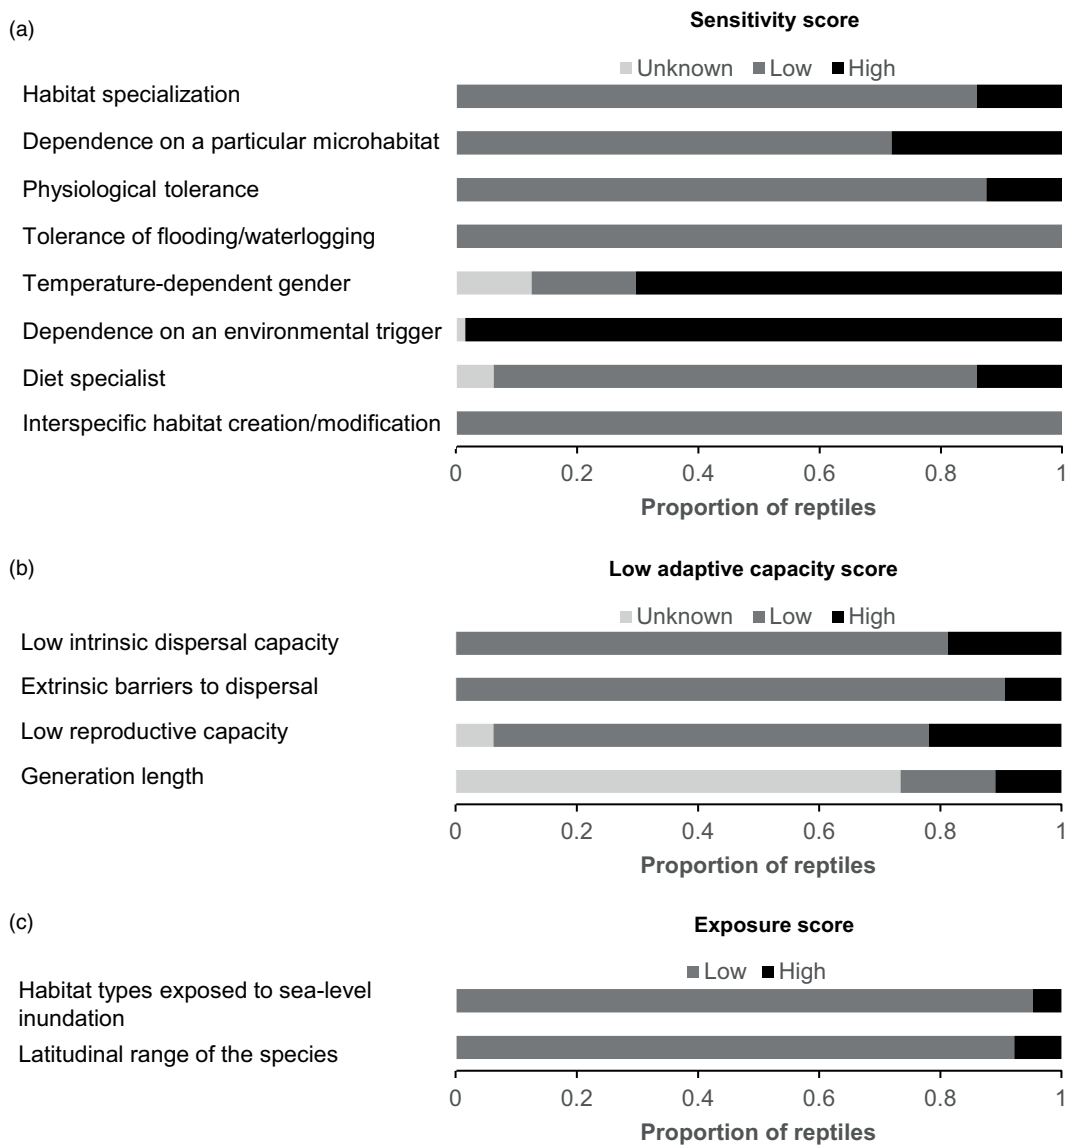 (a)
Sensitivity score
Unknown Low High
Habitat specialization
Dependence on a particular microhabitat
Physiological tolerance
Tolerance of flooding/waterlogging
Temperature-dependent gender
Dependence on an environmental trigger
Diet specialist
Interspecific habitat creation/modification
0 0.2 0.4 0.6 0.8 1
Proportion of reptiles
(b)
Low adaptive capacity score
Unknown Low High
Low intrinsic dispersal capacity
Extrinsic barriers to dispersal
Low reproductive capacity
Generation length
0 0.2 0.4 0.6 0.8 1
Proportion of reptiles
(c)
Exposure score
Low High
Habitat types exposed to sea-level
inundation
Latitudinal range of the species
0 0.2 0.4 0.6 0.8 1
Proportion of reptiles